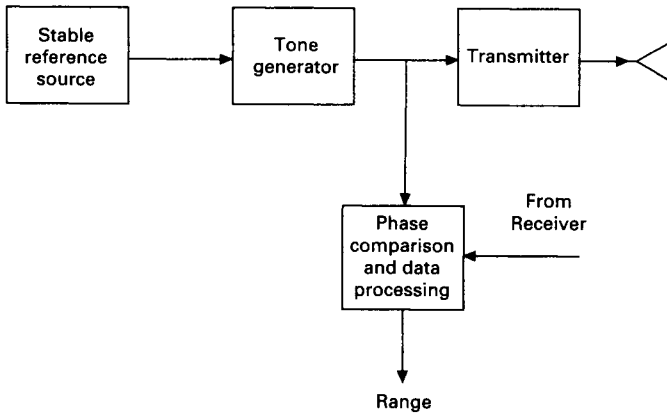 Stable
reference
source
Tone
generator
Transmitter
From
Receiver
Phase
comparison
and data
processing
Range